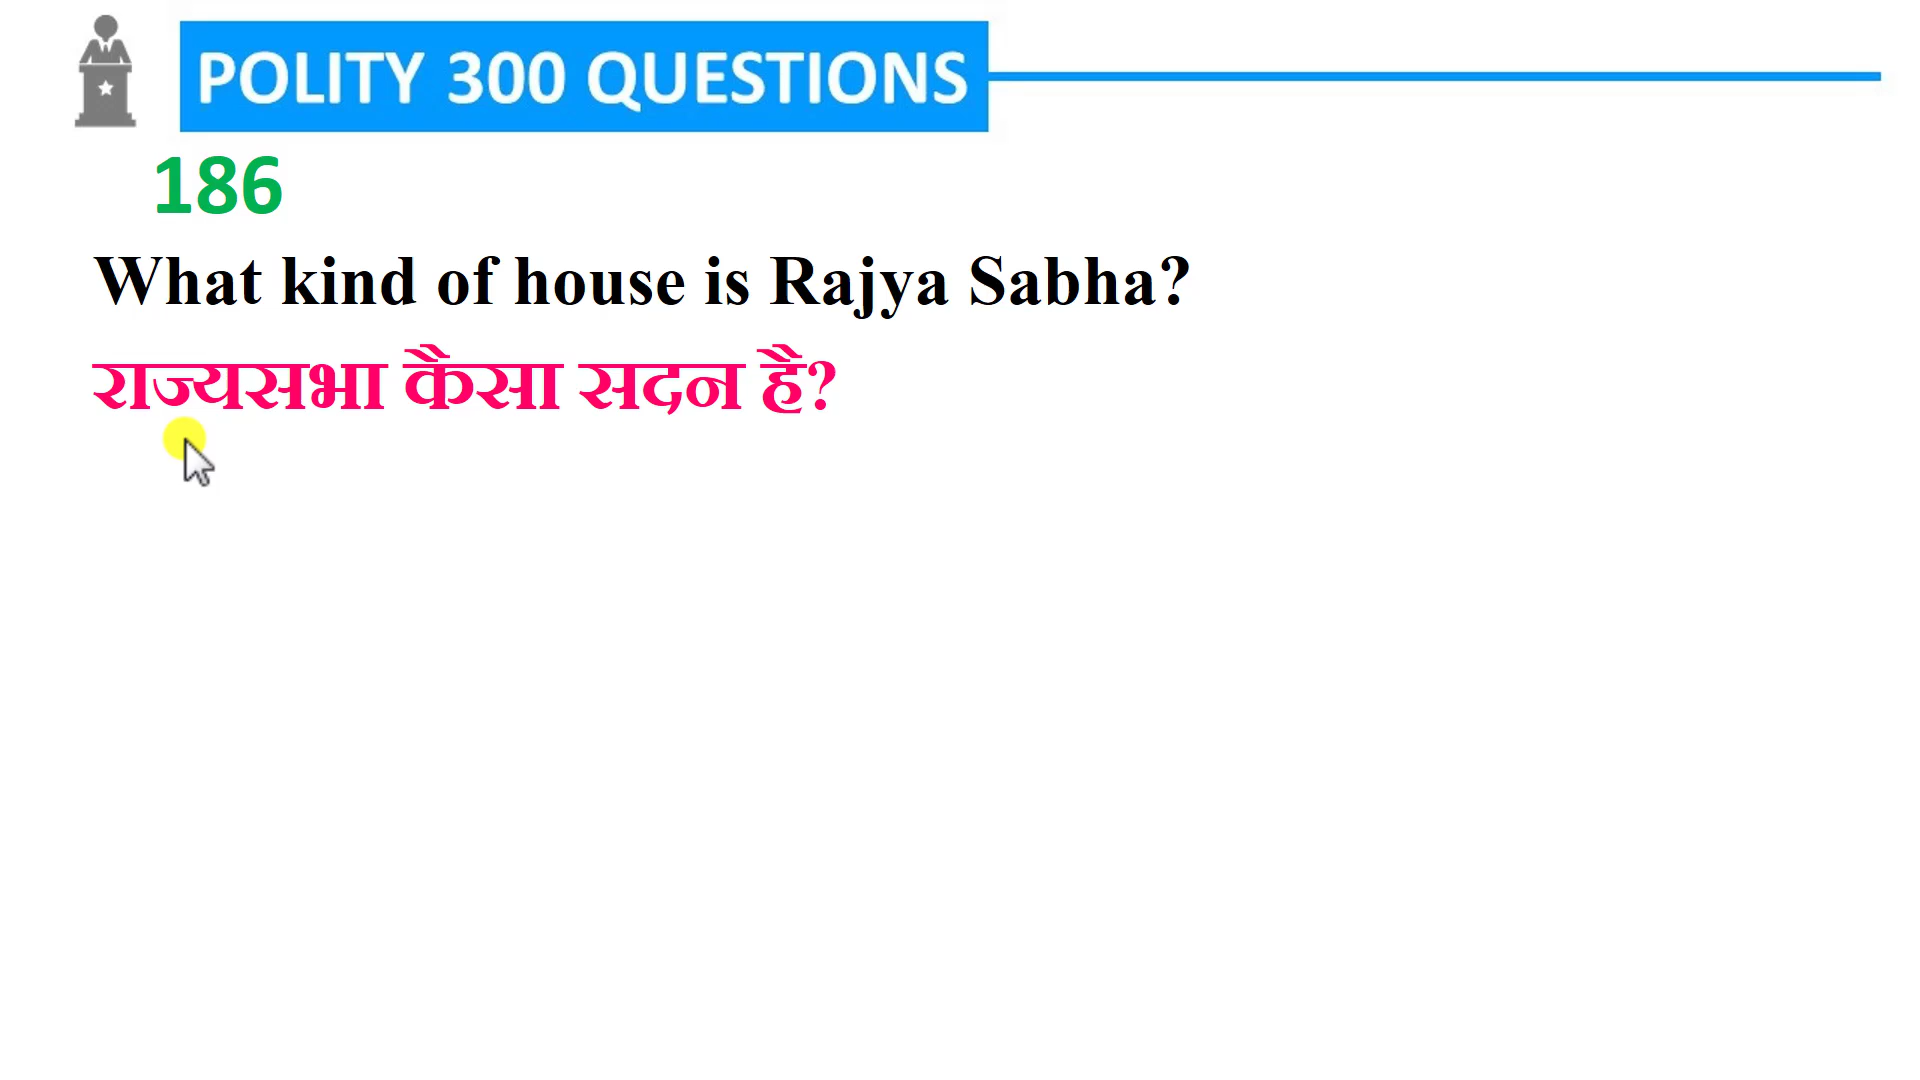 POLITY 300 QUESTIONS
186
What kind of house is Rajya Sabha?
राज्यसभा कैसा सदन है?